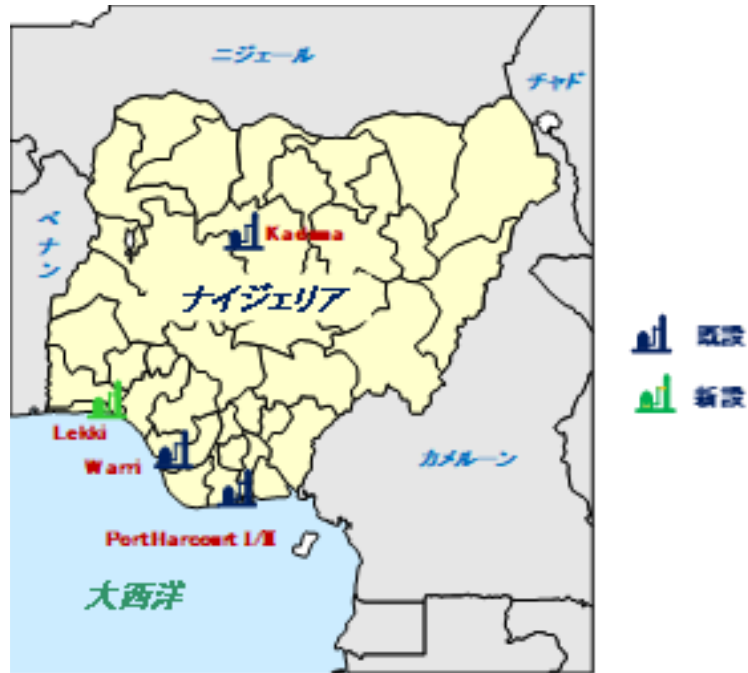 ニジェール
チャド
ベナン
Kaduna
ナイジェリア
既設
新設
Lekki
Warri
カメルーン
PortHarcourt I/II
大西洋